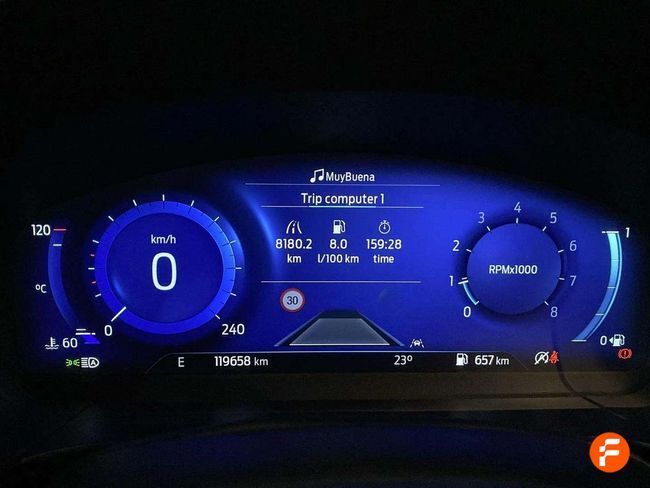 MuyBuena
Trip computer 1
8180.2 8.0 159:28
km l/100 km time
30
120
°C
60
km/h
0
0 240
RPMx1000
0 1 2 3 4 5 6 7 8
1
0
E 119658 km 23° 657 km